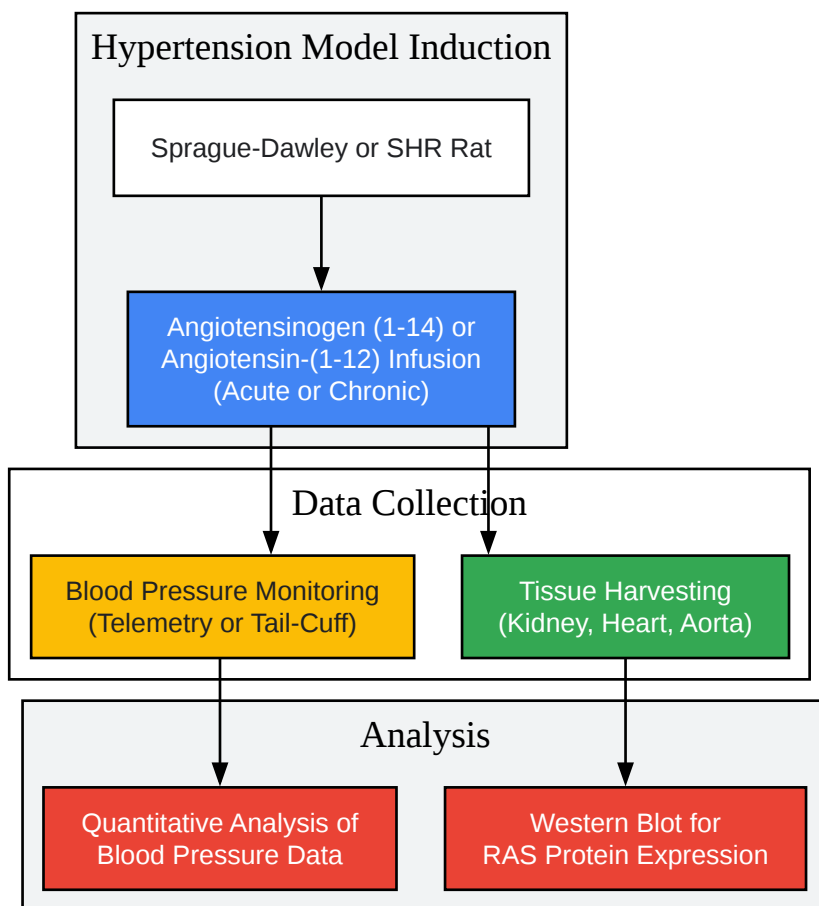 Hypertension Model Induction
Sprague-Dawley or SHR Rat
Angiotensinogen (1-14) or
Angiotensin-(1-12) Infusion
(Acute or Chronic)
Data Collection
Blood Pressure Monitoring
(Telemetry or Tail-Cuff)
Tissue Harvesting
(Kidney, Heart, Aorta)
Analysis
Quantitative Analysis of
Blood Pressure Data
Western Blot for
RAS Protein Expression